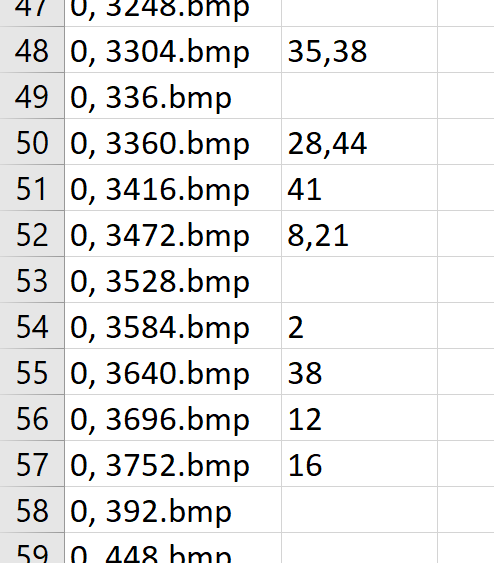 47 0, 3248.bmp
48 0, 3304.bmp 35,38
49 0, 336.bmp
50 0, 3360.bmp 28,44
51 0, 3416.bmp 41
52 0, 3472.bmp 8,21
53 0, 3528.bmp
54 0, 3584.bmp 2
55 0, 3640.bmp 38
56 0, 3696.bmp 12
57 0, 3752.bmp 16
58 0, 392.bmp
59 0, 448.bmp